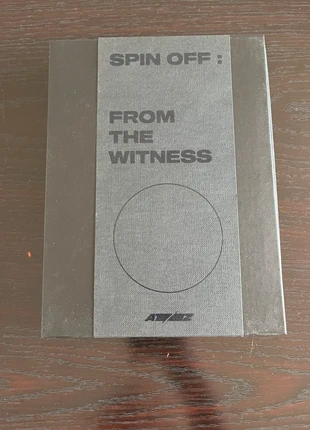 SPIN OFF :
FROM
THE
WITNESS
ATEEZ